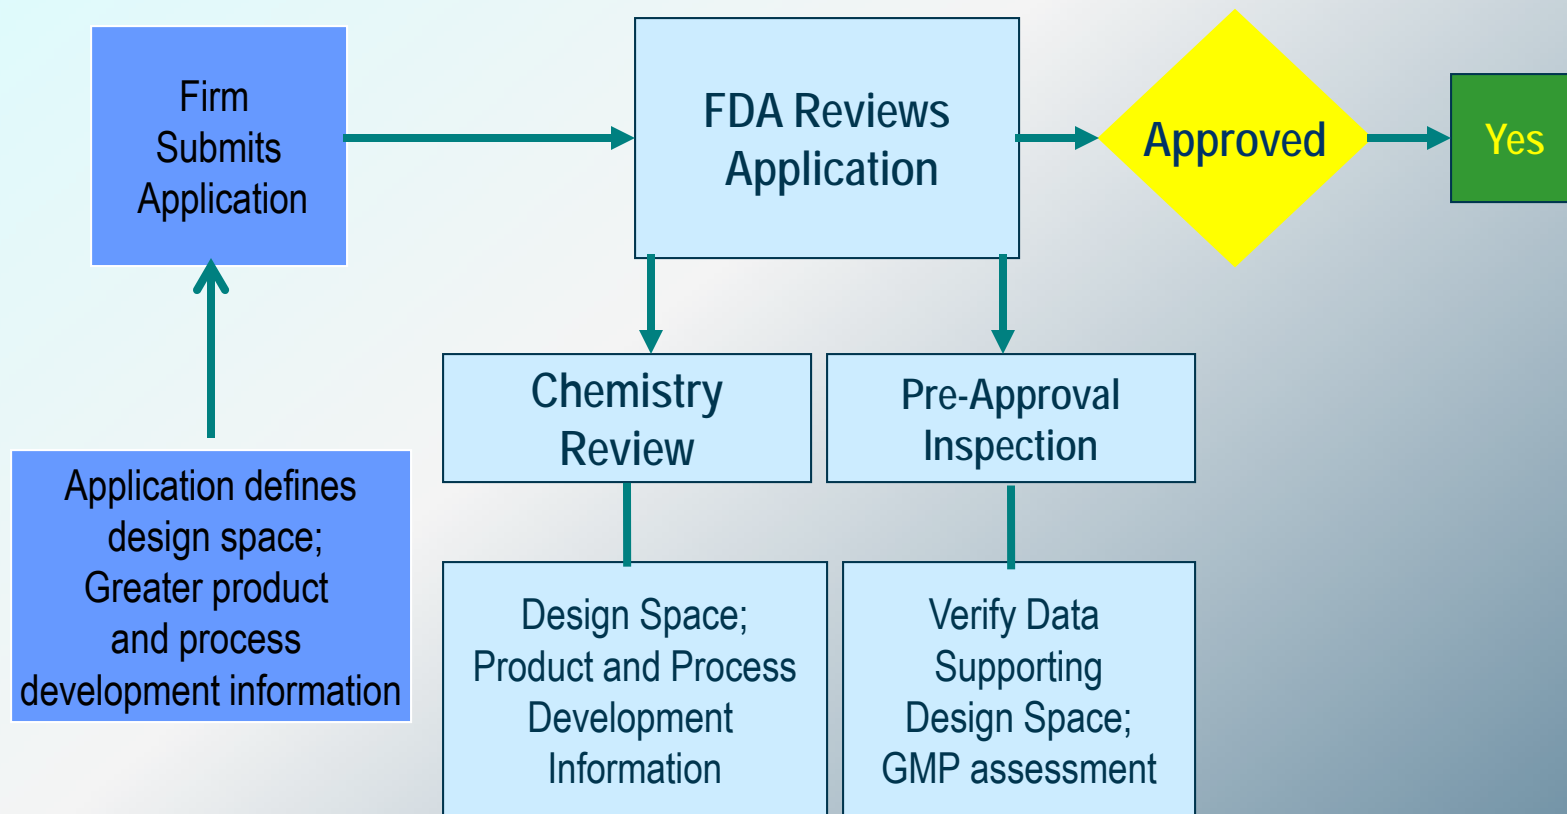 Firm
Submits
Application
FDA Reviews
Application
Approved
Yes
Application defines
design space;
Greater product
and process
development information
Chemistry
Review
Pre-Approval
Inspection
Design Space;
Product and Process
Development
Information
Verify Data
Supporting
Design Space;
GMP assessment